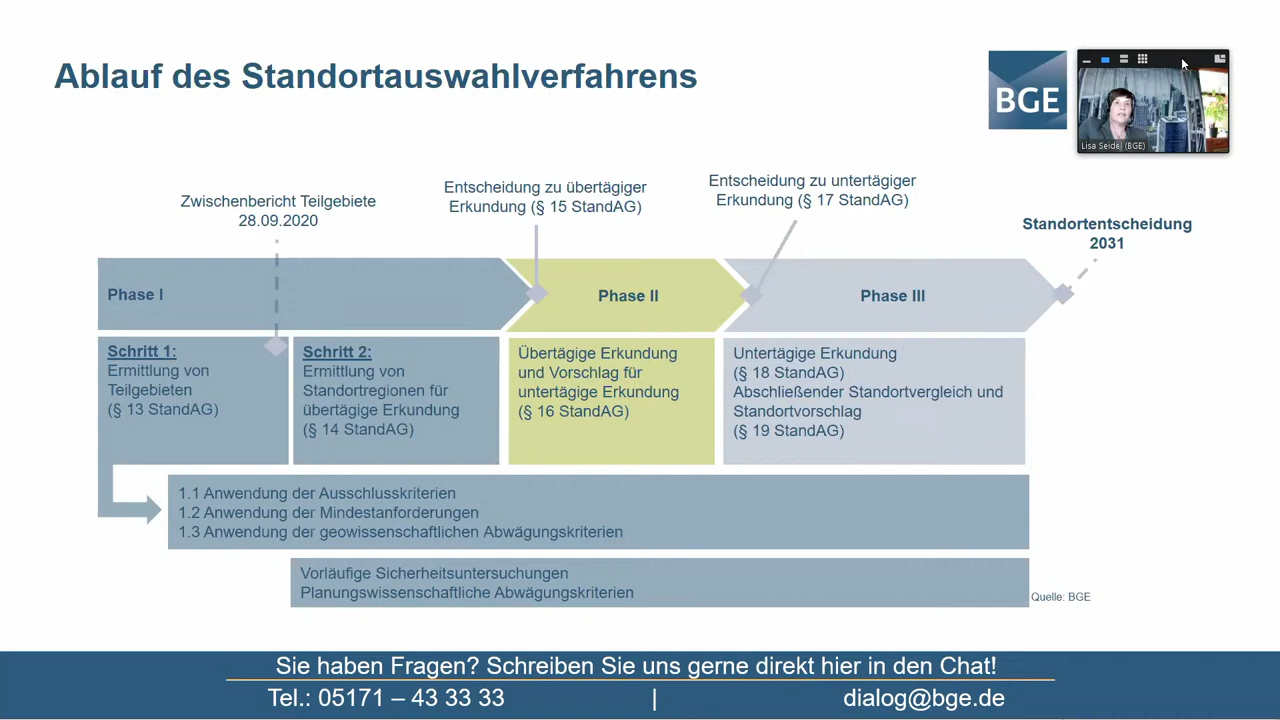 Ablauf des Standortauswahlverfahrens
BGE
Lisa Seidel (BGE)
Zwischenbericht Teilgebiete
28.09.2020
Entscheidung zu übertägiger
Erkundung (§ 15 StandAG)
Entscheidung zu untertägiger
Erkundung (§ 17 StandAG)
Standortentscheidung
2031
Phase I
Phase II
Phase III
Schritt 1:
Ermittlung von
Teilgebieten
(§ 13 StandAG)
Schritt 2:
Ermittlung von
Standortregionen für
übertägige Erkundung
(§ 14 StandAG)
Übertägige Erkundung
und Vorschlag für
untertägige Erkundung
(§ 16 StandAG)
Untertägige Erkundung
(§ 18 StandAG)
Abschließender Standortvergleich und
Standortvorschlag
(§ 19 StandAG)
1.1 Anwendung der Ausschlusskriterien
1.2 Anwendung der Mindestanforderungen
1.3 Anwendung der geowissenschaftlichen Abwägungskriterien
Vorläufige Sicherheitsuntersuchungen
Planungswissenschaftliche Abwägungskriterien
Quelle: BGE
Sie haben Fragen? Schreiben Sie uns gerne direkt hier in den Chat!
Tel.: 05171 – 43 33 33 | dialog@bge.de